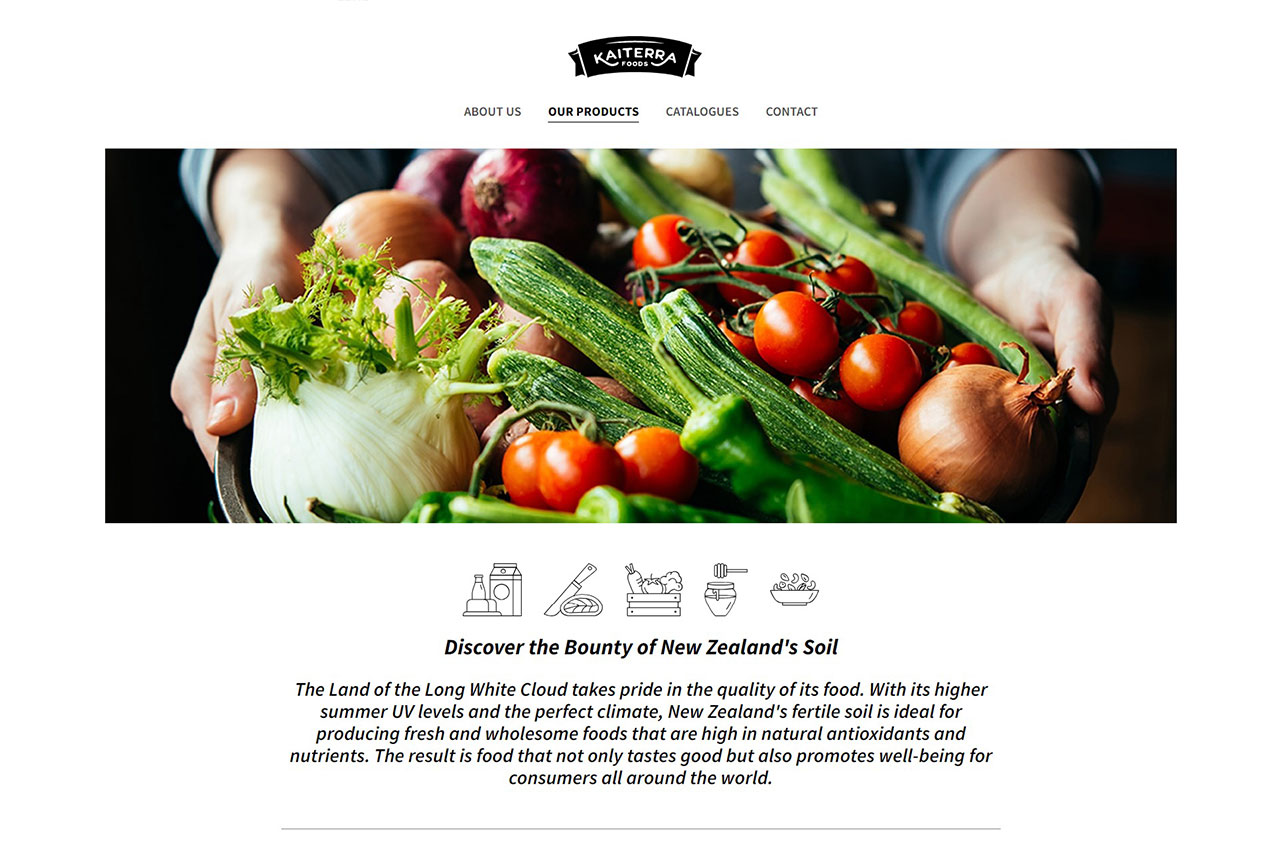 KAITERRA
FOODS
ABOUT US OUR PRODUCTS CATALOGUES CONTACT
Discover the Bounty of New Zealand's Soil
The Land of the Long White Cloud takes pride in the quality of its food. With its higher
summer UV levels and the perfect climate, New Zealand's fertile soil is ideal for
producing fresh and wholesome foods that are high in natural antioxidants and
nutrients. The result is food that not only tastes good but also promotes well-being for
consumers all around the world.